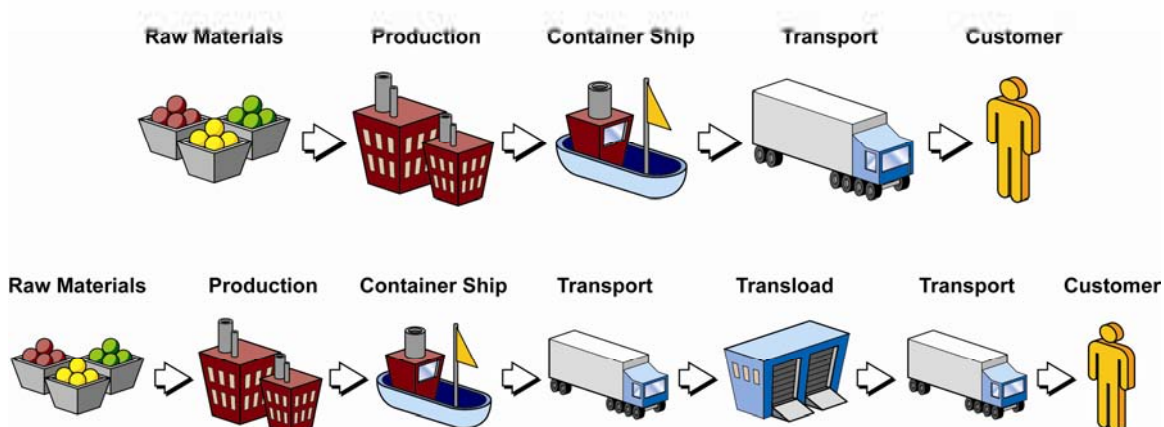 Raw Materials Production Container Ship Transport Customer
Raw Materials Production Container Ship Transport Transload Transport Customer